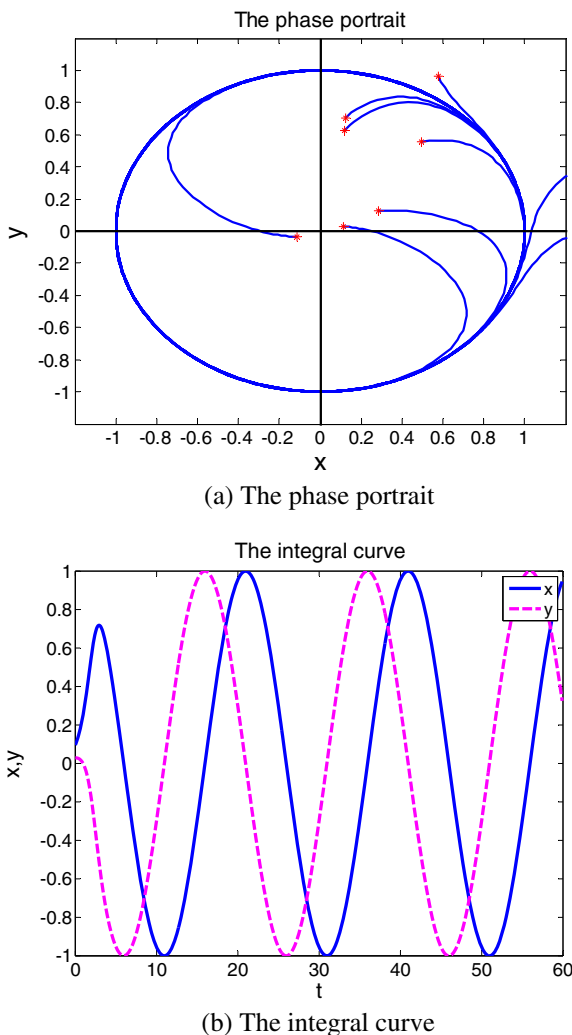 The phase portrait
1
0.8
0.6
0.4
0.2
0
-0.2
-0.4
-0.6
-0.8
-1
y
-1 -0.8 -0.6 -0.4 -0.2 0 0.2 0.4 0.6 0.8 1
x
(a) The phase portrait
The integral curve
1
0.8
0.6
0.4
0.2
0
-0.2
-0.4
-0.6
-0.8
-1
x,y
x
y
0 10 20 30 40 50 60
t
(b) The integral curve